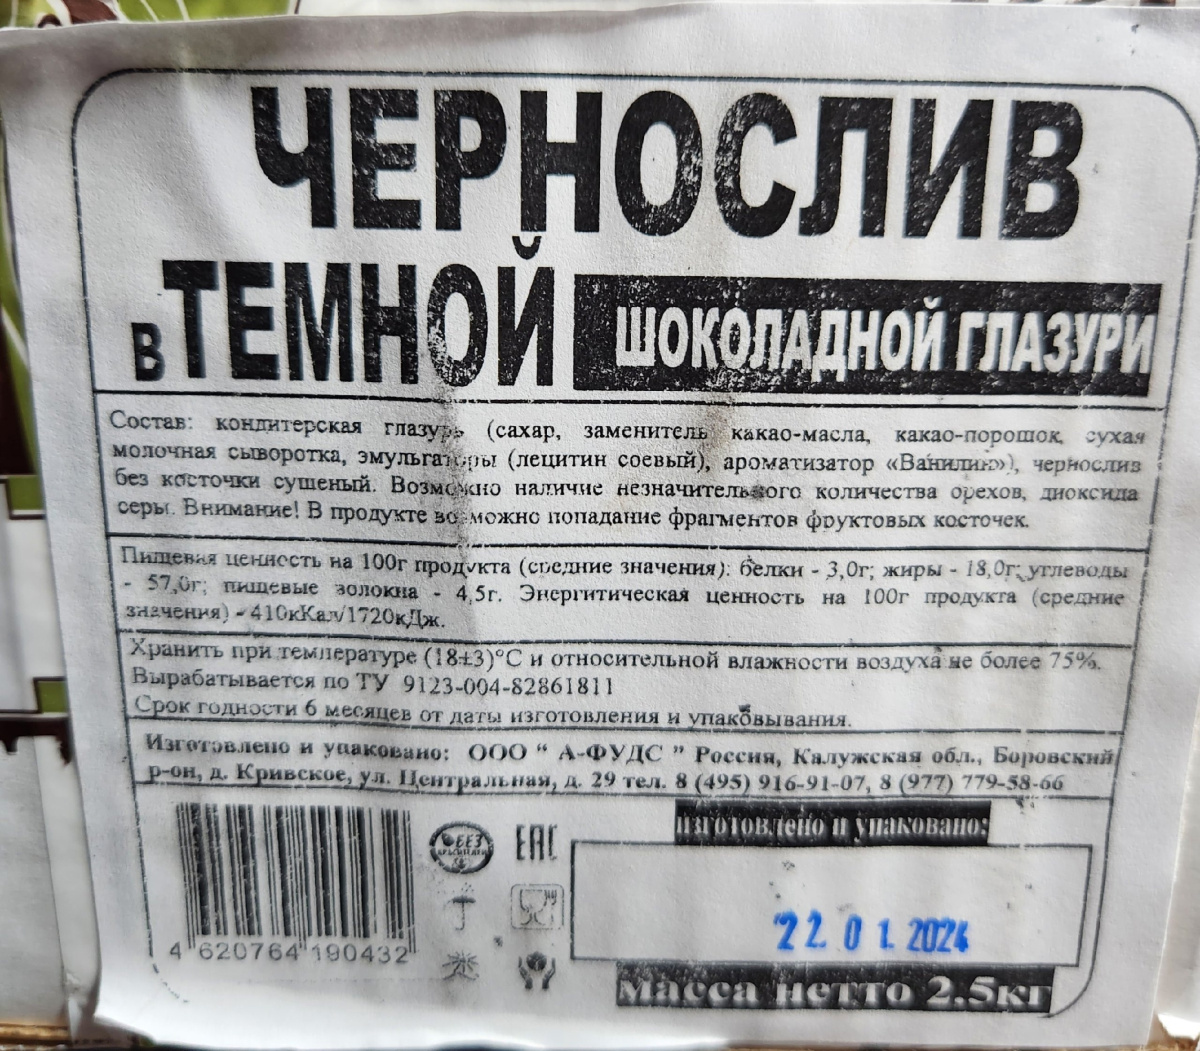 ЧЕРНОСЛИВ
в ТЕМНОЙ ШОКОЛАДНОЙ ГЛАЗУРИ
Состав: кондитерская глазурь (сахар, заменитель какао-масла, какао-порошок, сухая
молочная сыворотка, эмульгаторы (лецитин соевый), ароматизатор «Ванилин»), чернослив
без косточки сушеный. Возможно наличие незначительного количества орехов, диоксида
серы. Внимание! В продукте возможно попадание фрагментов фруктовых косточек.
Пищевая ценность на 100г продукта (средние значения): белки - 3,0г; жиры - 18,0г; углеводы
- 57,0г; пищевые волокна - 4,5г. Энергитическая ценность на 100г продукта (средние
значения) - 410кКал/1720кДж.
Хранить при температуре (18±3)°С и относительной влажности воздуха не более 75%.
Вырабатывается по ТУ 9123-004-82861811
Срок годности 6 месяцев от даты изготовления и упаковывания.
Изготовлено и упаковано: ООО “ А-ФУДС ” Россия, Калужская обл., Боровский
р-он, д. Кривское, ул. Центральная, д. 29 тел. 8 (495) 916-91-07, 8 (977) 779-58-66
изготовлено и упаковано:
БЕЗ
EAC
22. 01. 2024
4 620764 190432
масса нетто 2.5кг